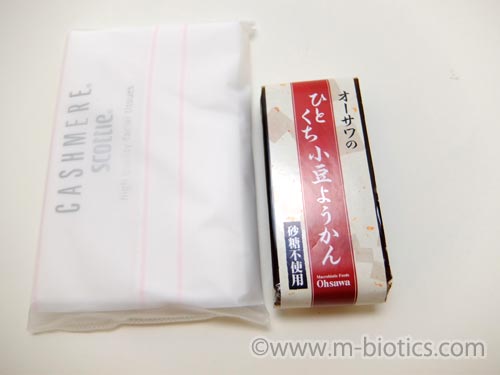 CASHMERE®
scottie®
high quality facial tissues
オーサワの
ひとくち小豆ようかん
砂糖不使用
Macrobiotic Foods
Ohsawa
©www.m-biotics.com